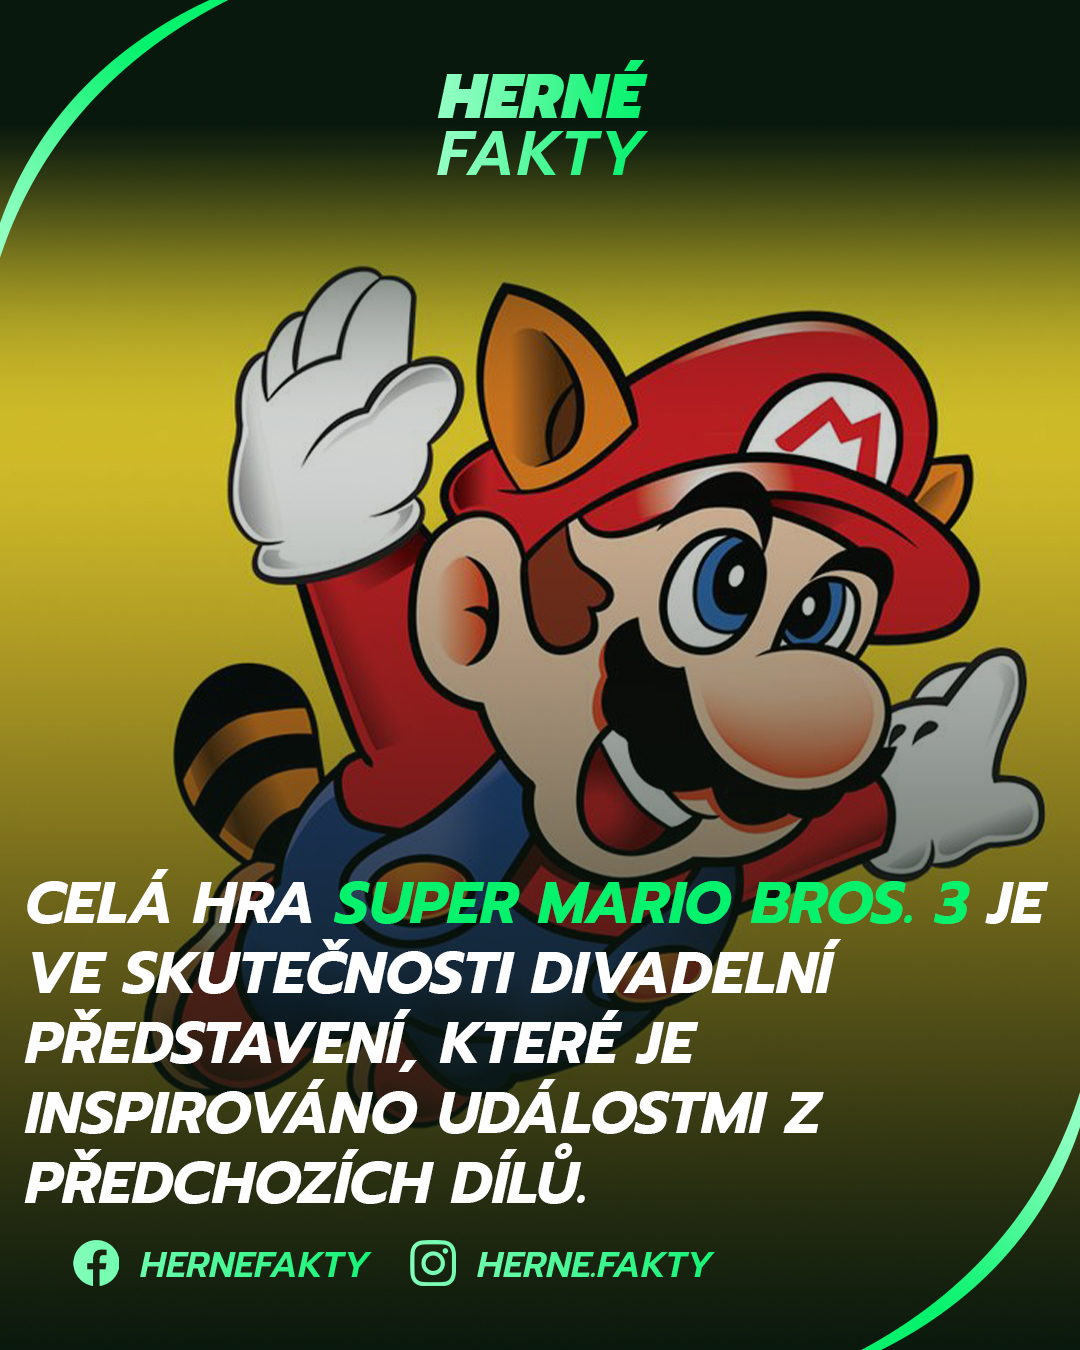 HERNÉ
FAKTY
M
CELÁ HRA SUPER MARIO BROS. 3 JE
VE SKUTEČNOSTI DIVADELNÍ
PŘEDSTAVENÍ, KTERÉ JE
INSPIROVÁNO UDÁLOSTMI Z
PŘEDCHOZÍCH DÍLŮ.
HERNEFAKTY HERNE.FAKTY